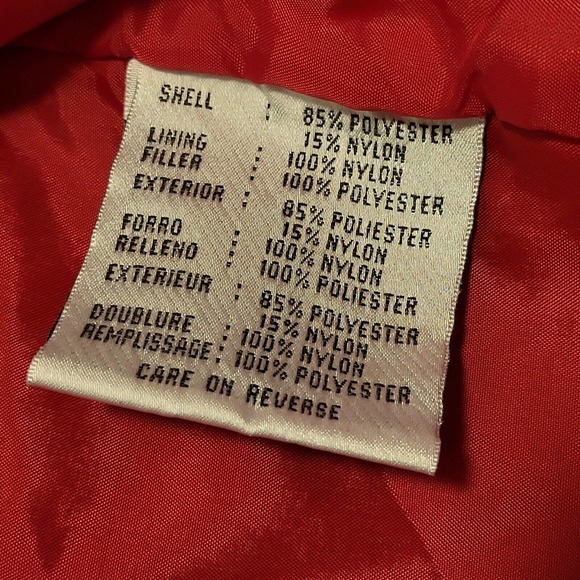 SHELL : 85% POLYESTER
15% NYLON
LINING : 100% NYLON
FILLER : 100% POLYESTER
EXTERIOR : 85% POLIESTER
15% NYLON
FORRO : 100% NYLON
RELLENO : 100% POLIESTER
EXTERIEUR : 85% POLYESTER
15% NYLON
DOUBLURE : 100% NYLON
REMPLISSAGE : 100% POLYESTER
CARE ON REVERSE